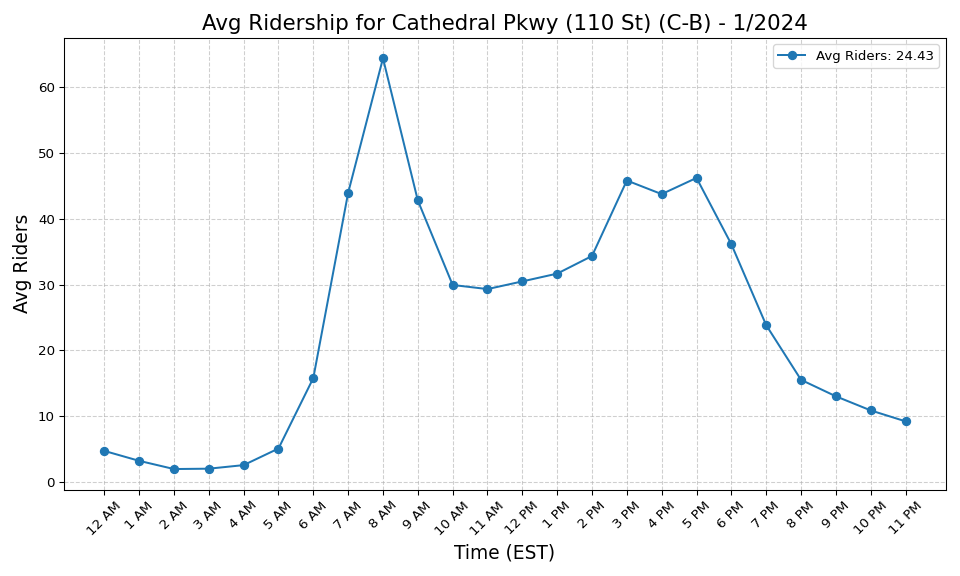 Avg Ridership for Cathedral Pkwy (110 St) (C-B) - 1/2024
Avg Riders: 24.43
60
50
40
30
20
10
0
Avg Riders
12 AM
1 AM
2 AM
3 AM
4 AM
5 AM
6 AM
7 AM
8 AM
9 AM
10 AM
11 AM
12 PM
1 PM
2 PM
3 PM
4 PM
5 PM
6 PM
7 PM
8 PM
9 PM
10 PM
11 PM
Time (EST)